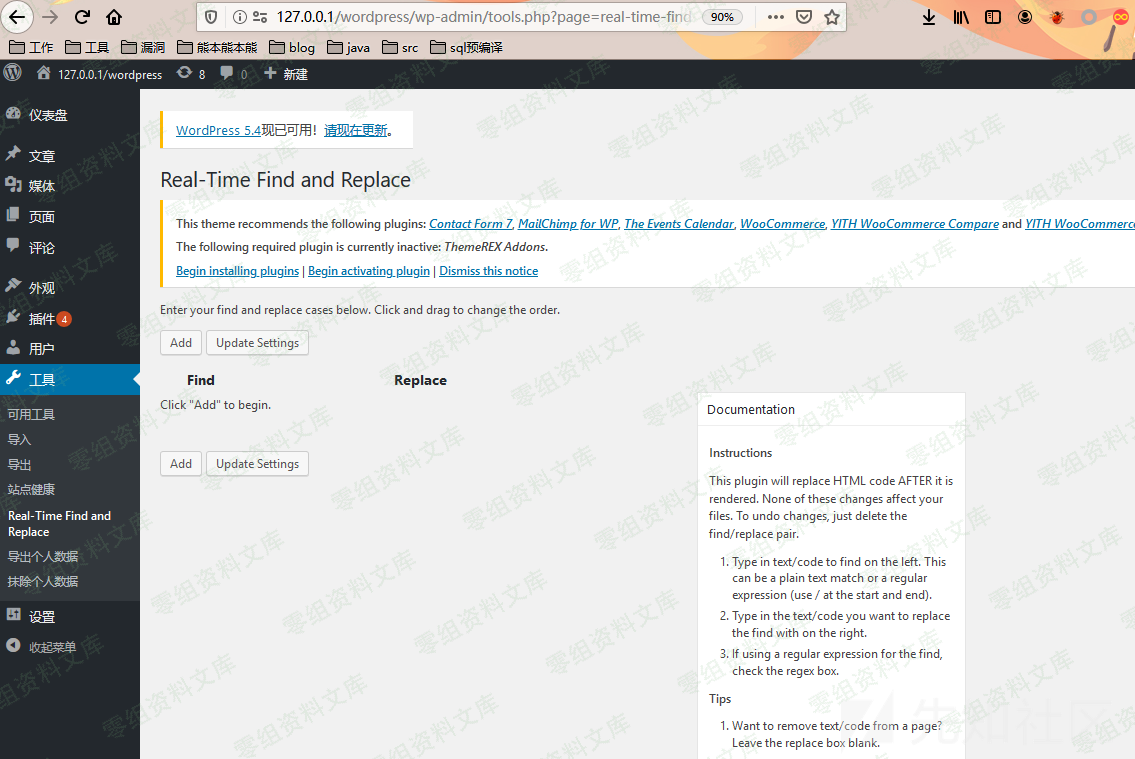 127.0.0.1/wordpress/wp-admin/tools.php?page=real-time-find
90%
工作 工具 漏洞 熊本熊本能 blog java src sql预编译
127.0.0.1/wordpress 8 0 新建
仪表盘
文章
媒体
页面
评论
外观
插件 4
用户
工具
可用工具
导入
导出
站点健康
Real-Time Find and
Replace
导出个人数据
抹除个人数据
设置
收起菜单
WordPress 5.4现已可用！请现在更新。
Real-Time Find and Replace
This theme recommends the following plugins: Contact Form 7, MailChimp for WP, The Events Calendar, WooCommerce, YITH WooCommerce Compare and YITH WooCommerc
The following required plugin is currently inactive: ThemeREX Addons.
Begin installing plugins | Begin activating plugin | Dismiss this notice
Enter your find and replace cases below. Click and drag to change the order.
Add Update Settings
Find Replace
Click "Add" to begin.
Add Update Settings
Documentation
Instructions
This plugin will replace HTML code AFTER it is
rendered. None of these changes affect your
files. To undo changes, just delete the
find/replace pair.
1. Type in text/code to find on the left. This
can be a plain text match or a regular
expression (use / at the start and end).
2. Type in the text/code you want to replace
the find with on the right.
3. If using a regular expression for the find,
check the regex box.
Tips
1. Want to remove text/code from a page?
Leave the replace box blank.
零组资料文库
先知社区